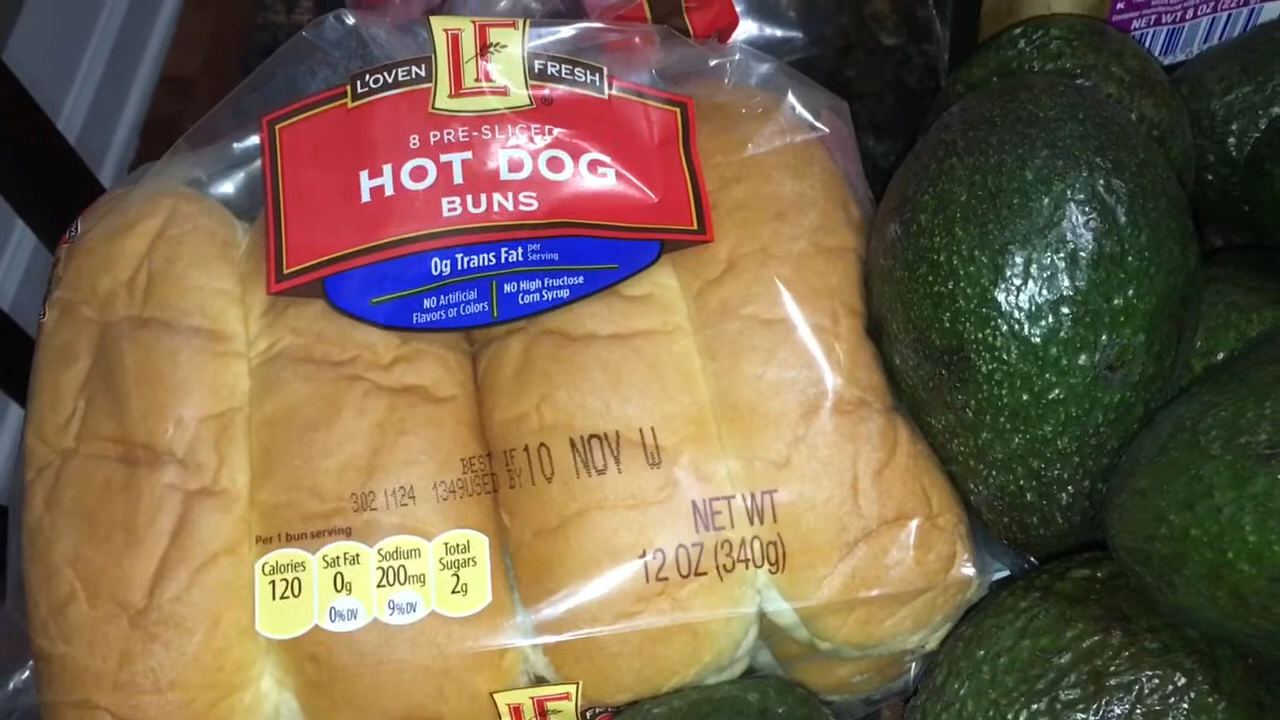 NET WT 8 OZ (227
L'OVEN LF FRESH
®
8 PRE-SLICED
HOT DOG
BUNS
0g Trans Fat per Serving
NO Artificial
Flavors or Colors
NO High Fructose
Corn Syrup
BEST IF
USED BY 10 NOV W
302 1124 1349
NET WT
12 OZ (340g)
Per 1 bun serving
Calories
120
Sat Fat
0g
0% DV
Sodium
200mg
9% DV
Total
Sugars
2g
LF